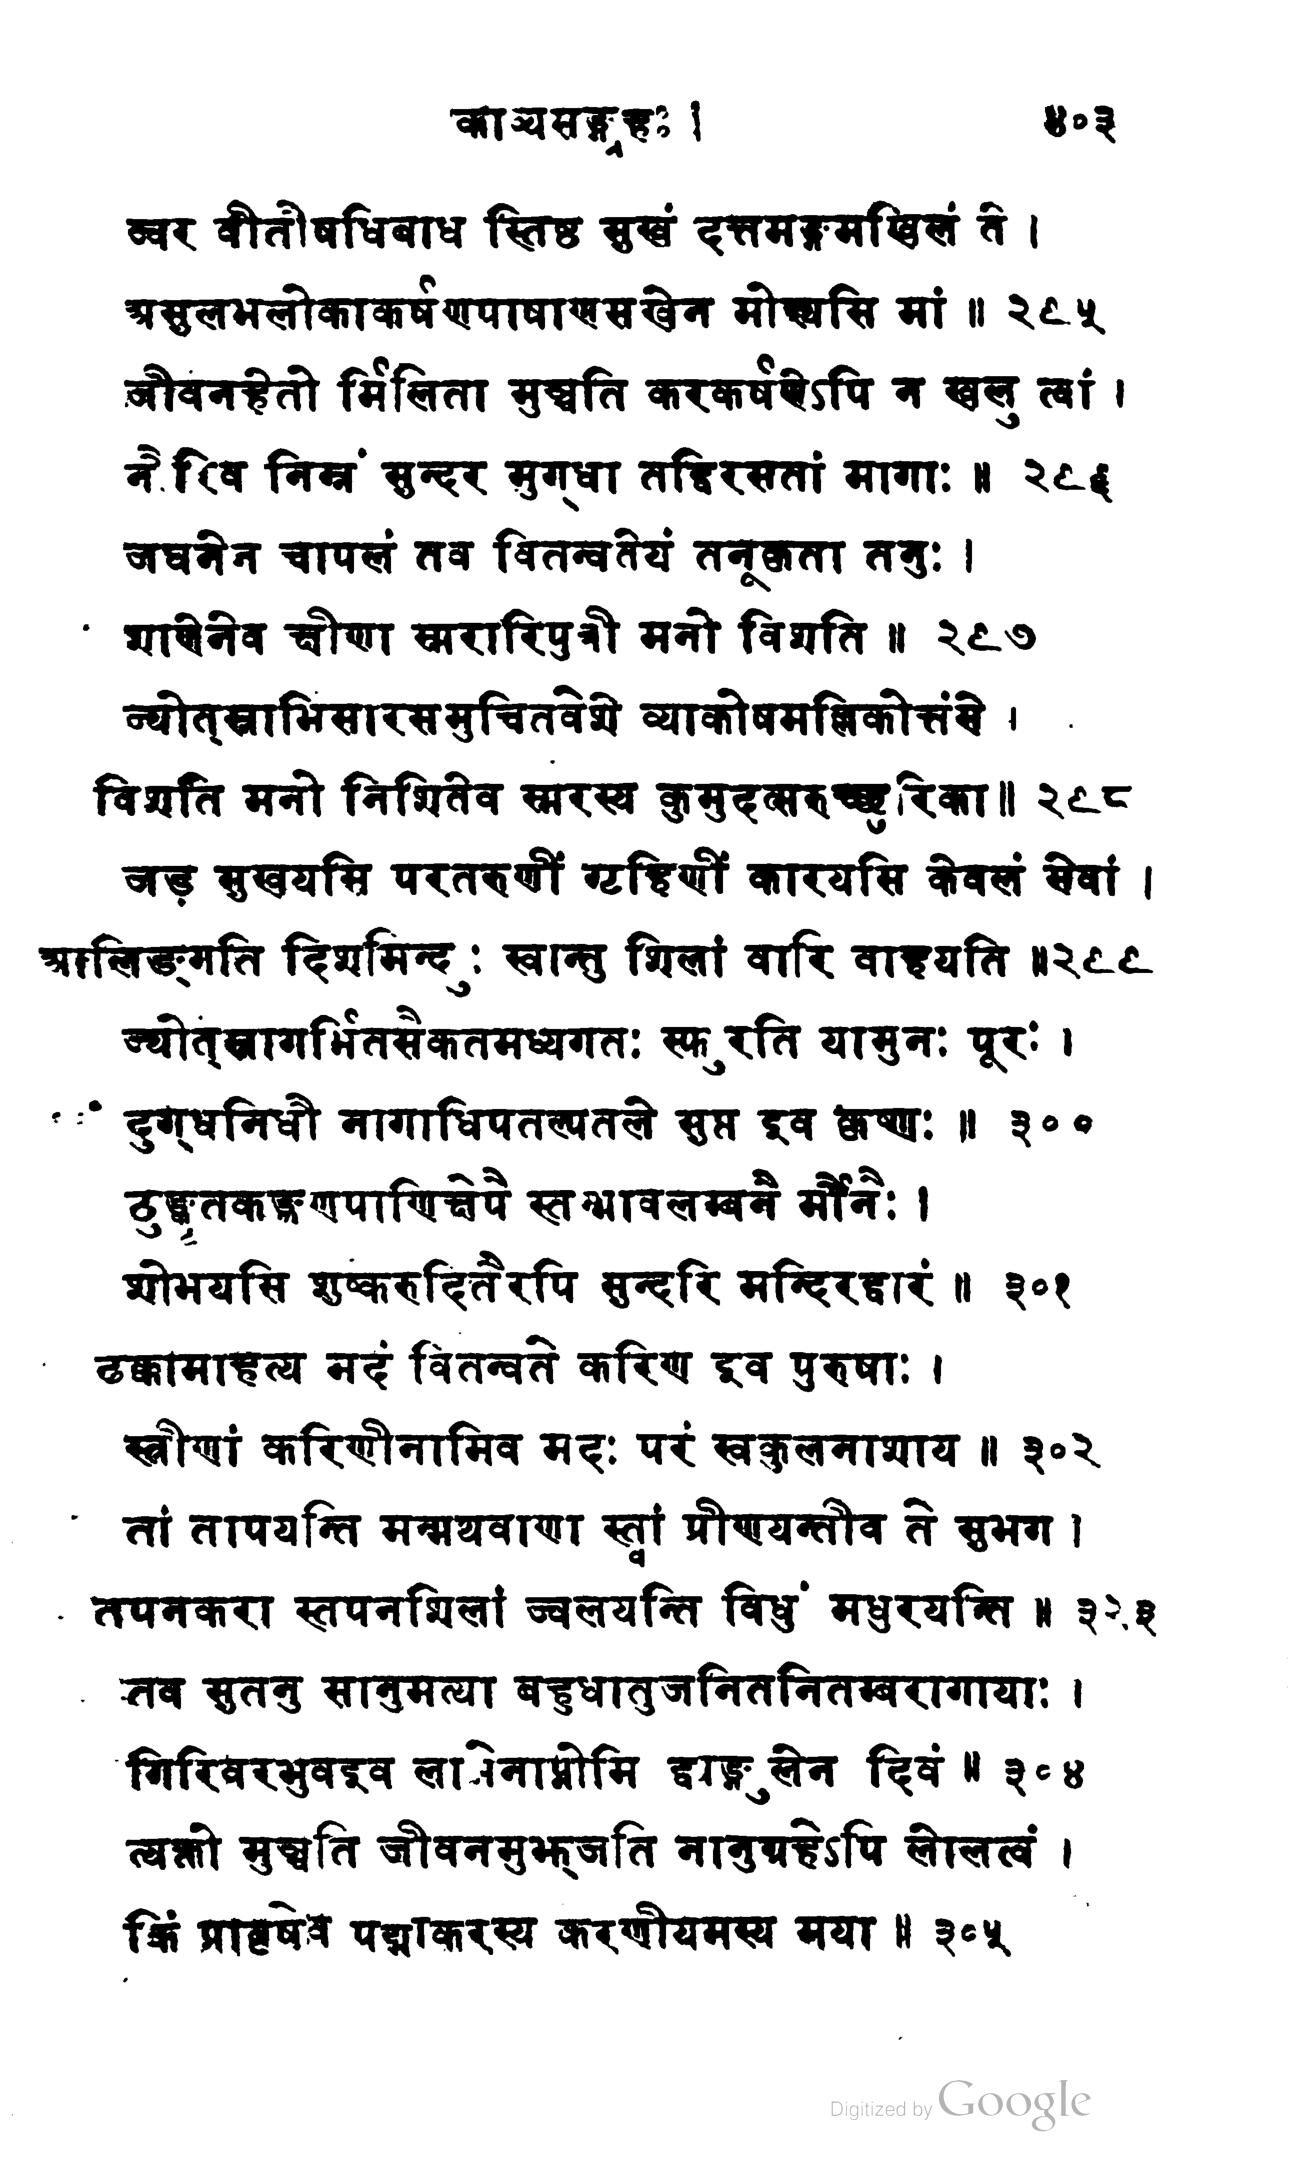 काव्यसङ्ग्रहः । ४०३
ज्वर वीतौषधिबाध स्तिष्ठ सुखं दत्तमङ्गमखिलं ते ।
असुलभलोकाकर्षणपाषाणसखेन मोक्ष्यसि मां ॥ २९५
जीवनहेतो र्मिलिता मुञ्चति करकर्षणेऽपि न खलु त्वां ।
निम्नं सुन्दर मुग्धा तद्विरसतां मागाः ॥ २९६
जघनेन चापलं तव वितन्वतेयं तनूकृता तनुः ।
शाणेनेव क्षीणा स्मरारिपुत्री मनो विशति ॥ २९७
ज्योत्स्नाभिसारसमुचितवेशे व्याकोषमल्लिकोत्तंसे ।
विशति मनो निशितेव स्मरस्य कुमुदत्सरुच्छुरिका ॥ २९८
जड़ सुखयसि परतरुणीं गृहिणीं कारयसि केवलं सेवां ।
आलिङ्गति दिशमिन्दुः स्वान्तु शिलां वारि वाहयति ॥ २९९
ज्योत्स्नागर्भितसैकतमध्यगतः स्फुरति यामुनः पूरः ।
दुग्धनिधौ नागाधिपतल्पतले सुप्त इव कृष्णः ॥ ३००
ठुङ्कृतकङ्कणपाणिक्षेपै स्तम्भावलम्बनै र्मौनैः ।
शोभयसि शुष्करुदितैरपि सुन्दरि मन्दिरद्वारं ॥ ३०१
ढक्कामाहत्य मदं वितन्वते करिण इव पुरुषाः ।
स्त्रीणां करिणीनामिव मदः परं स्वकुलनाशाय ॥ ३०२
तां तापयन्ति मन्मथवाणा स्त्वां प्रीणयन्तीव ते सुभग ।
तपनकरा स्तपनशिलां ज्वलयन्ति विधुं मधुरयन्ति ॥ ३०३
तव सुतनु सानुमत्या बहुधातुजनितनितम्बरागायाः ।
गिरिवरभुवइव लाभेनाप्नोमि द्व्यङ्गुलेन दिवं ॥ ३०४
त्यक्तो मुञ्चति जीवनमुझ्जति नानुग्रहेऽपि लोलत्वं ।
किं प्रावृषेव पद्माकरस्य करणीयमस्य मया ॥ ३०५
Digitized by Google